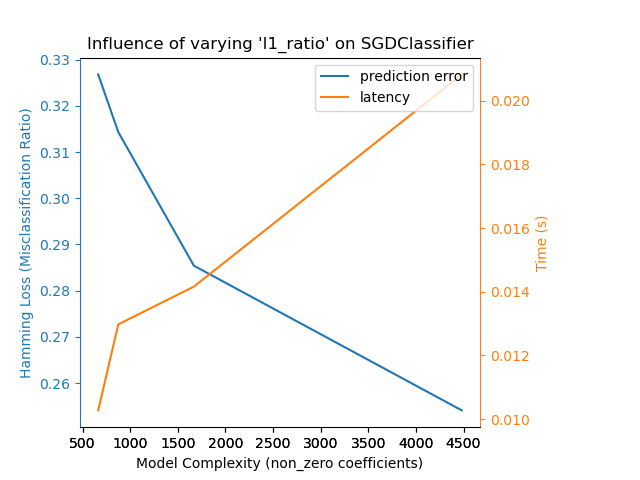 Influence of varying 'l1_ratio' on SGDClassifier
prediction error
latency
0.33
0.32
0.31
0.30
0.29
0.28
0.27
0.26
Hamming Loss (Misclassification Ratio)
0.020
0.018
0.016
0.014
0.012
0.010
Time (s)
500 1000 1500 2000 2500 3000 3500 4000 4500
Model Complexity (non_zero coefficients)